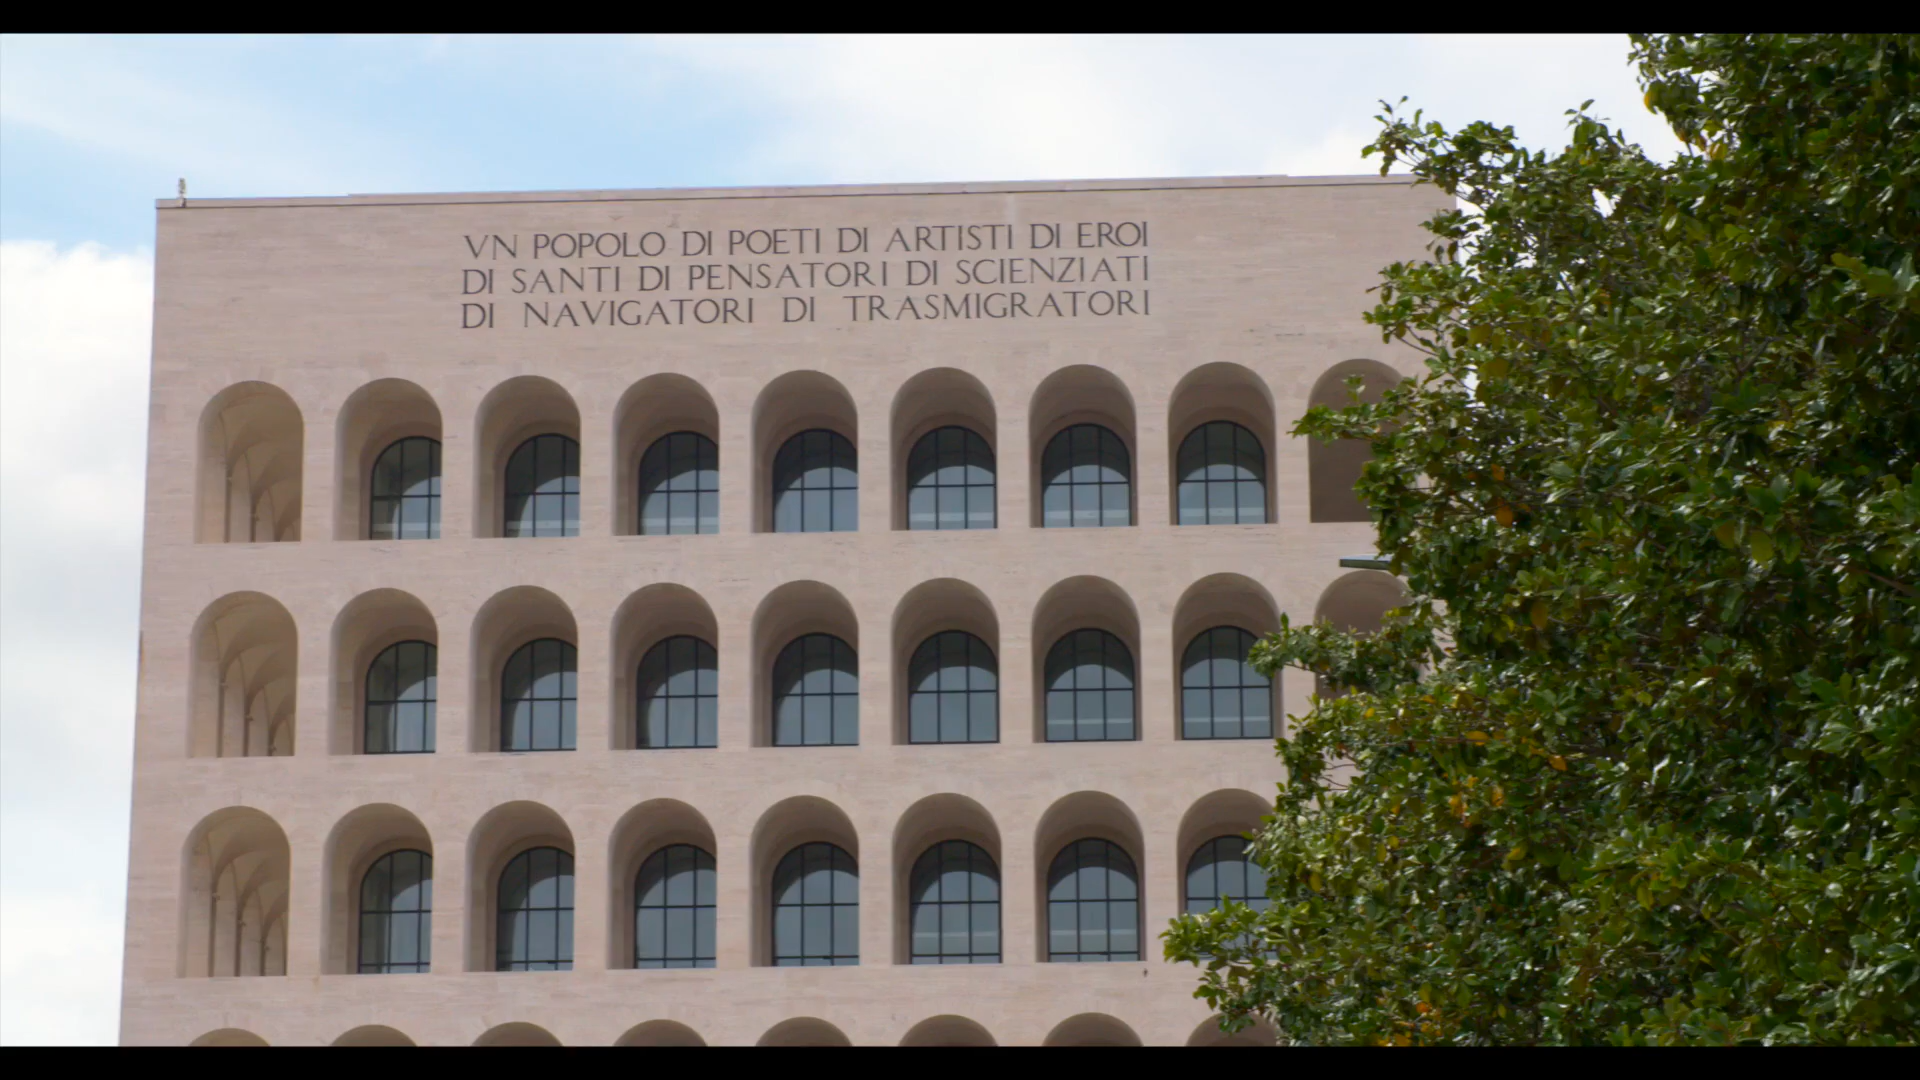 VN POPOLO DI POETI DI ARTISTI DI EROI
DI SANTI DI PENSATORI DI SCIENZIATI
DI NAVIGATORI DI TRASMIGRATORI